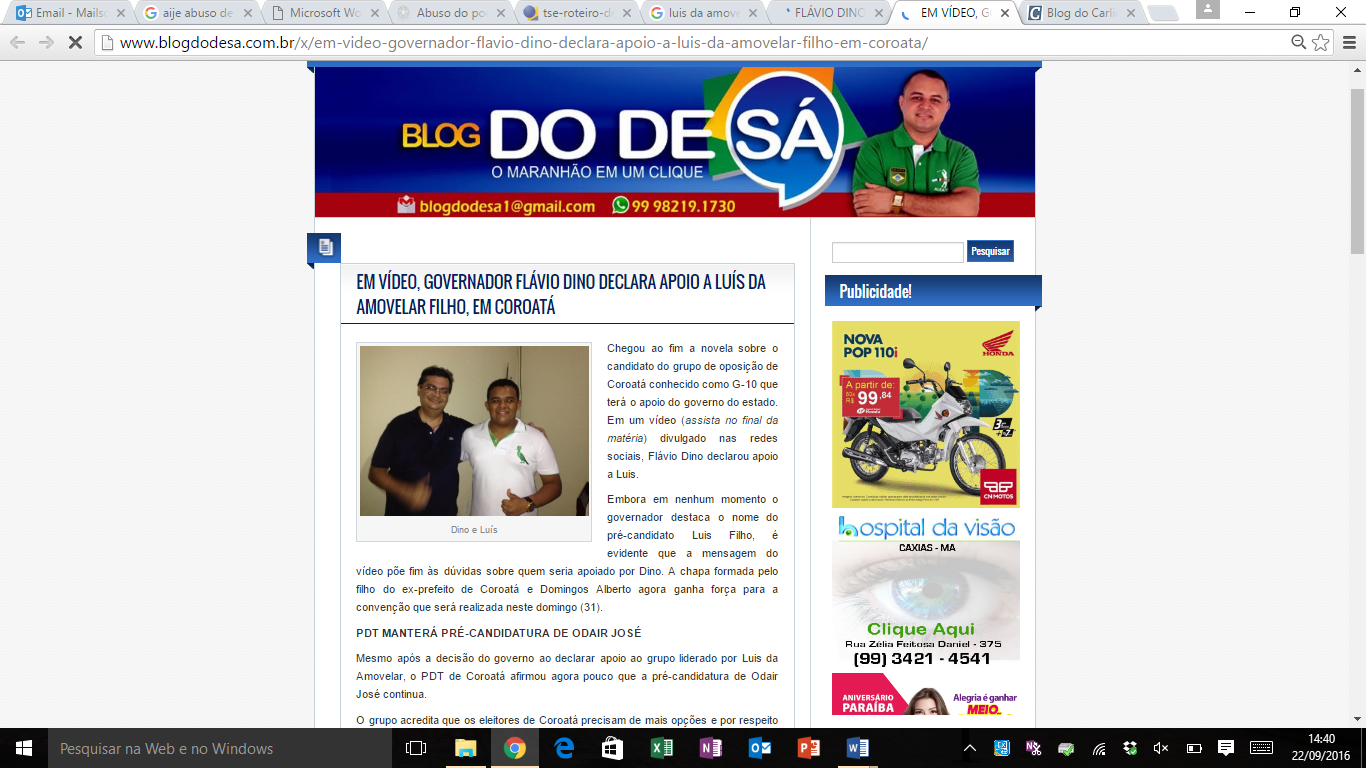 Email - Mailso
aije abuso de
Microsoft Wo
Abuso do po
tse-roteiro-d
luis da amove
FLÁVIO DINO
EM VÍDEO, G
Blog do Carlin
www.blogdodesa.com.br/x/em-video-governador-flavio-dino-declara-apoio-a-luis-da-amovelar-filho-em-coroata/
BLOG DO DE SÁ
O MARANHÃO EM UM CLIQUE
blogdodesa1@gmail.com 99 98219.1730
Pesquisar
EM VÍDEO, GOVERNADOR FLÁVIO DINO DECLARA APOIO A LUÍS DA
AMOVELAR FILHO, EM COROATÁ
Dino e Luís
Chegou ao fim a novela sobre o
candidato do grupo de oposição de
Coroatá conhecido como G-10 que
terá o apoio do governo do estado.
Em um vídeo (assista no final da
matéria) divulgado nas redes
sociais, Flávio Dino declarou apoio
a Luis.
Embora em nenhum momento o
governador destaca o nome do
pré-candidato Luis Filho, é
evidente que a mensagem do
vídeo põe fim às dúvidas sobre quem seria apoiado por Dino. A chapa formada pelo
filho do ex-prefeito de Coroatá e Domingos Alberto agora ganha força para a
convenção que será realizada neste domingo (31).
PDT MANTERÁ PRÉ-CANDIDATURA DE ODAIR JOSÉ
Mesmo após a decisão do governo ao declarar apoio ao grupo liderado por Luis da
Amovelar, o PDT de Coroatá afirmou agora pouco que a pré-candidatura de Odair
José continua.
O grupo acredita que os eleitores de Coroatá precisam de mais opções e por respeito
Publicidade!
NOVA
POP 110i
HONDA
A partir de:
R$ 99,84
CN MOTOS
hospital da visão
CAXIAS - MA
Clique Aqui
Rua Zélia Feitosa Daniel - 375
(99) 3421 - 4541
ANIVERSÁRIO
PARAÍBA
Alegria é ganhar
MEIO
Pesquisar na Web e no Windows
14:40
22/09/2016